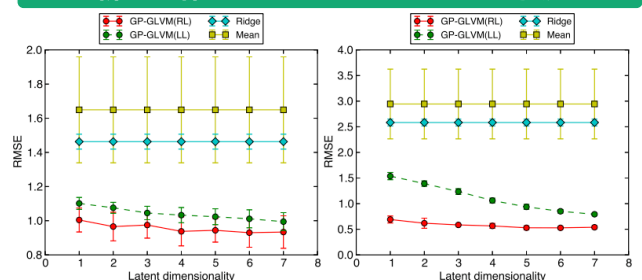 GP-GLVM(RL) Ridge
GP-GLVM(LL) Mean
2.0
1.8
1.6
1.4
1.2
1.0
0.8
RMSE
0 1 2 3 4 5 6 7 8
Latent dimensionality
GP-GLVM(RL) Ridge
GP-GLVM(LL) Mean
4.0
3.5
3.0
2.5
2.0
1.5
1.0
0.5
0.0
RMSE
0 1 2 3 4 5 6 7 8
Latent dimensionality